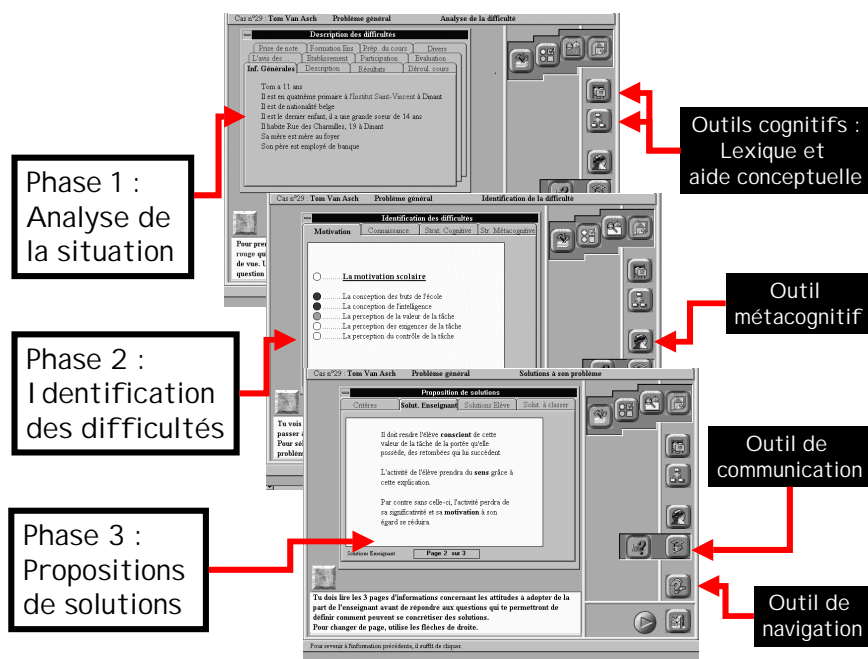 Cas n°29 : Tom Van Asch Problème général Analyse de la difficulté
Description des difficultés
Prise de note Formation Ens Prép. du cours Divers
L'avis des ... Etablissement Participation Evaluation
Inf. Générales Description Résultats Déroul. cours
Tom a 11 ans
Il est en quatrième primaire à l'Institut Saint-Vincent à Dinant.
Il est de nationalité belge
Il est le dernier enfant, il a une grande soeur de 14 ans
Il habite Rue des Charmilles, 19 à Dinant
Sa mère est mère au foyer
Son père est employé de banque
Phase 1 :
Analyse de
la situation
Outils cognitifs :
Lexique et
aide conceptuelle
Pour pren
rouge qui
de vue. U
question
Cas n°29 : Tom Van Asch Problème général Identification de la difficulté
Identification des difficultés
Motivation Connaissance Strat. Cognitive Str. Métacognitive
La motivation scolaire
La conception des buts de l'école
La conception de l'intelligence
La perception de la valeur de la tâche
La perception des exigences de la tâche
La perception du contrôle de la tâche
Outil
métacognitif
Phase 2 :
Identification
des difficultés
Tu vois
passer a
Pour sél
problèm
Cas n°29 : Tom Van Asch Problème général Solutions à son problème
Proposition de solutions
Critères Solut. Enseignant Solutions Elève Solut. à classer
Il doit rendre l'élève conscient de cette
valeur de la tâche de la portée qu'elle
possède, des retombées qui lui succèdent.
L'activité de l'élève prendra du sens grâce à
cette explication.
Par contre sans celle-ci, l'activité perdra de
sa significativité et sa motivation à son
égard se réduira.
Solutions Enseignant Page 2 sur 3
Outil de
communication
Phase 3 :
Propositions
de solutions
Tu dois lire les 3 pages d'informations concernant les attitudes à adopter de la
part de l'enseignant avant de répondre aux questions qui te permettront de
définir comment peuvent se concrétiser des solutions.
Pour changer de page, utilise les flèches de droite.
Outil de
navigation
Pour revenir à l'information précédente, il suffit de cliquer.